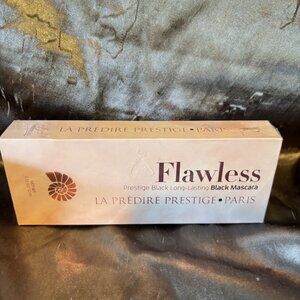 LA PRÉDIRE PRESTIGE • PARIS
Flawless
Prestige Black Long-Lasting Black Mascara
LA PRÉDIRE PRESTIGE • PARIS